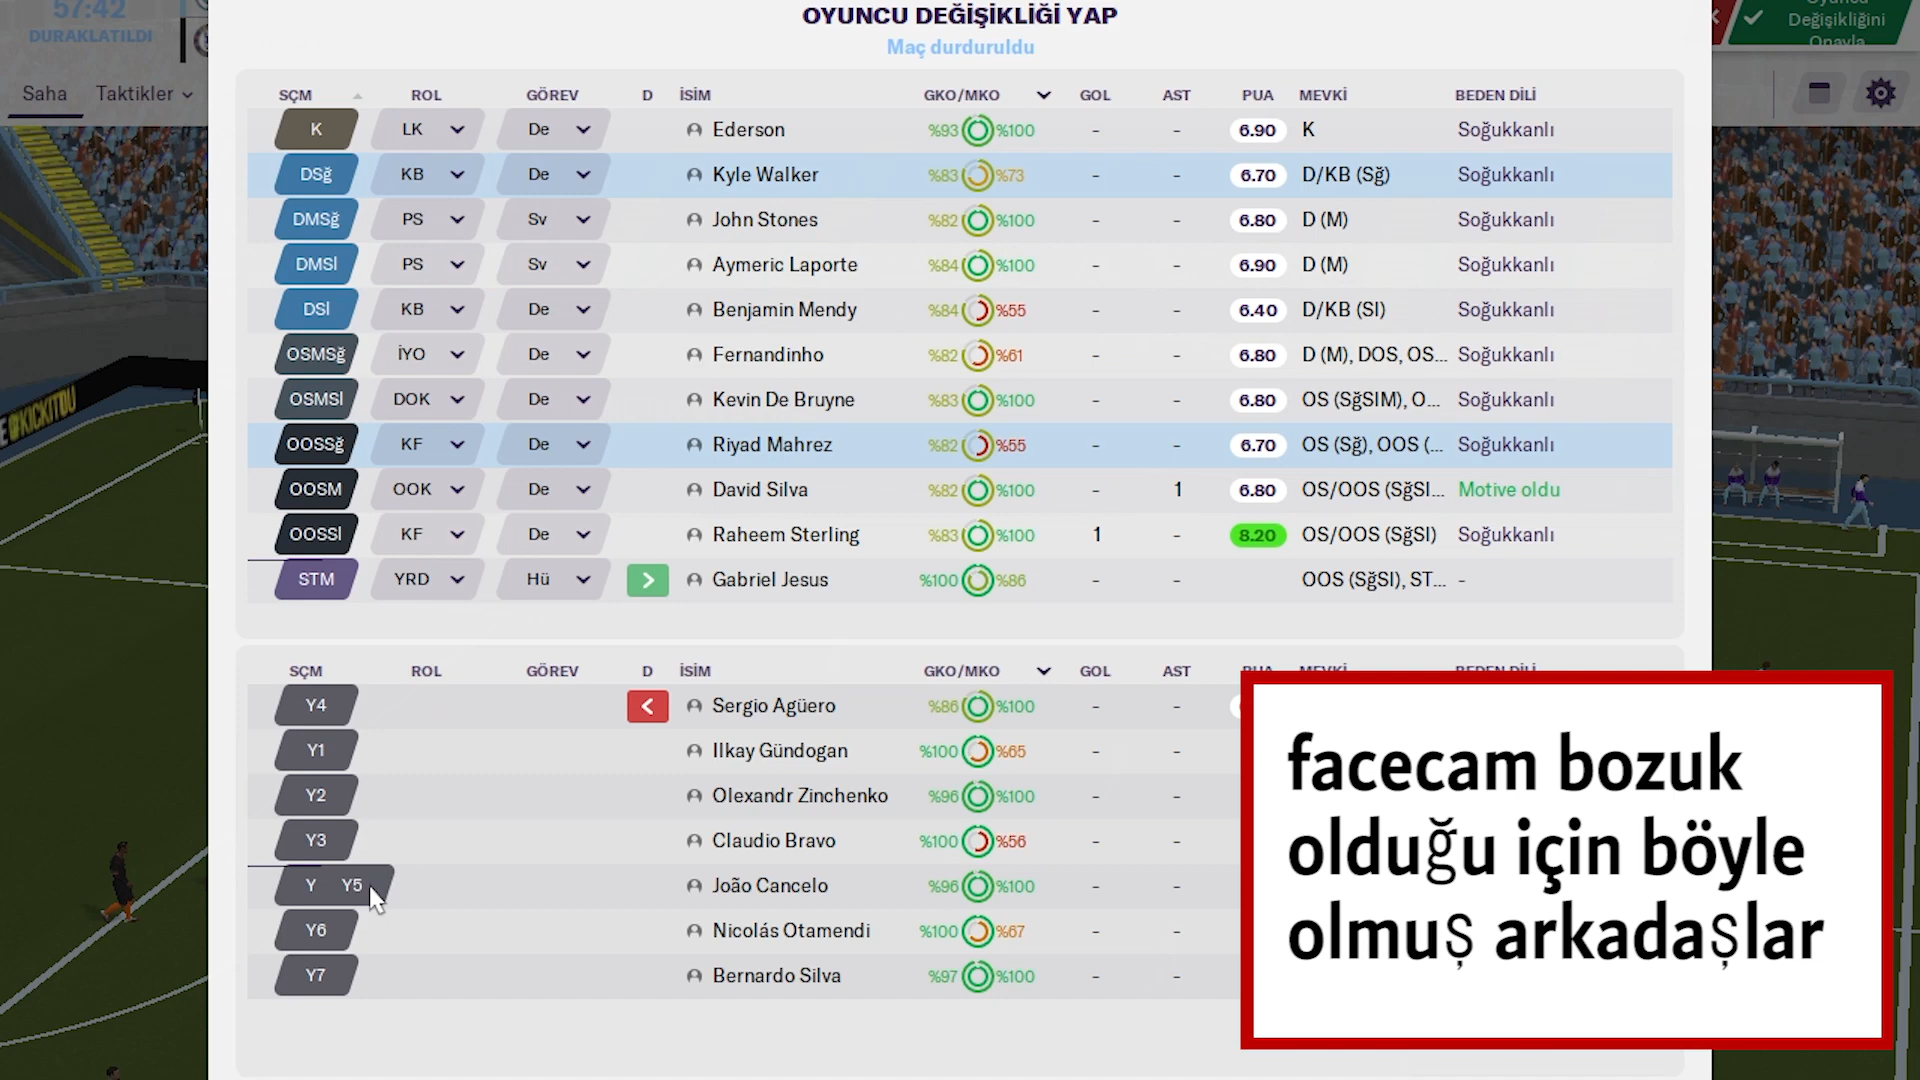 57:42
DURAKLATILDI
OYUNCU DEĞİŞİKLİĞİ YAP
Maç durduruldu
Oyuncu
Değişikliğini
Onayla
Saha Taktikler
SÇM ROL GÖREV D İSİM GKO/MKO GOL AST PUA MEVKİ BEDEN DİLİ
K LK De Ederson %93 %100 - - 6.90 K Soğukkanlı
DSğ KB De Kyle Walker %83 %73 - - 6.70 D/KB (Sğ) Soğukkanlı
DMSğ PS Sv John Stones %82 %100 - - 6.80 D (M) Soğukkanlı
DMSl PS Sv Aymeric Laporte %84 %100 - - 6.90 D (M) Soğukkanlı
DSl KB De Benjamin Mendy %84 %55 - - 6.40 D/KB (Sl) Soğukkanlı
OSMSğ İYO De Fernandinho %82 %61 - - 6.80 D (M), DOS, OS... Soğukkanlı
OSMSl DOK De Kevin De Bruyne %83 %100 - - 6.80 OS (SğSlM), O... Soğukkanlı
OOSSğ KF De Riyad Mahrez %82 %55 - - 6.70 OS (Sğ), OOS (... Soğukkanlı
OOSM OOK De David Silva %82 %100 - 1 6.80 OS/OOS (SğSl... Motive oldu
OOSSl KF De Raheem Sterling %83 %100 1 - 8.20 OS/OOS (SğSl) Soğukkanlı
STM YRD Hü Gabriel Jesus %100 %86 - - OOS (SğSl), ST... -
SÇM ROL GÖREV D İSİM GKO/MKO GOL AST PUA MEVKİ BEDEN DİLİ
Y4 Sergio Agüero %86 %100 - -
Y1 Ilkay Gündogan %100 %65 - -
Y2 Olexandr Zinchenko %96 %100 - -
Y3 Claudio Bravo %100 %56 - -
Y Y5 João Cancelo %96 %100 - -
Y6 Nicolás Otamendi %100 %67 - -
Y7 Bernardo Silva %97 %100 - -
facecam bozuk
olduğu için böyle
olmuş arkadaşlar
@KICKITOU